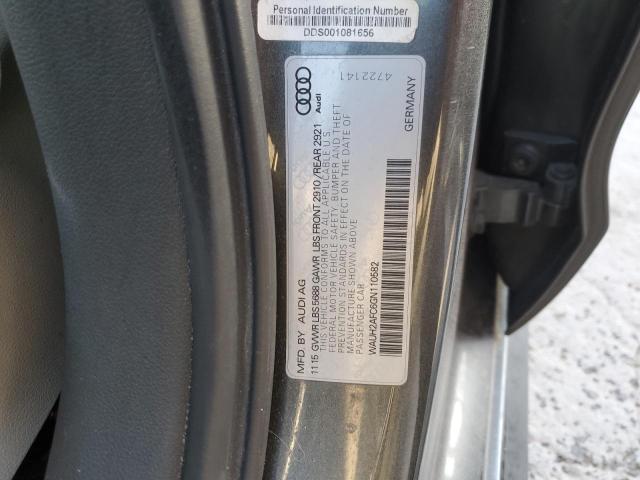 Personal Identification Number
DDS001081656
4722141
Audi
GERMANY
MFD. BY AUDI AG
11 15 GVWR LBS 5688 GAWR LBS FRONT 2910 / REAR 2921
THIS VEHICLE CONFORMS TO ALL APPLICABLE U.S.
FEDERAL MOTOR VEHICLE SAFETY, BUMPER AND THEFT
PREVENTION STANDARDS IN EFFECT ON THE DATE OF
MANUFACTURE SHOWN ABOVE
PASSENGER CAR
WAUH2AFC6GN110582